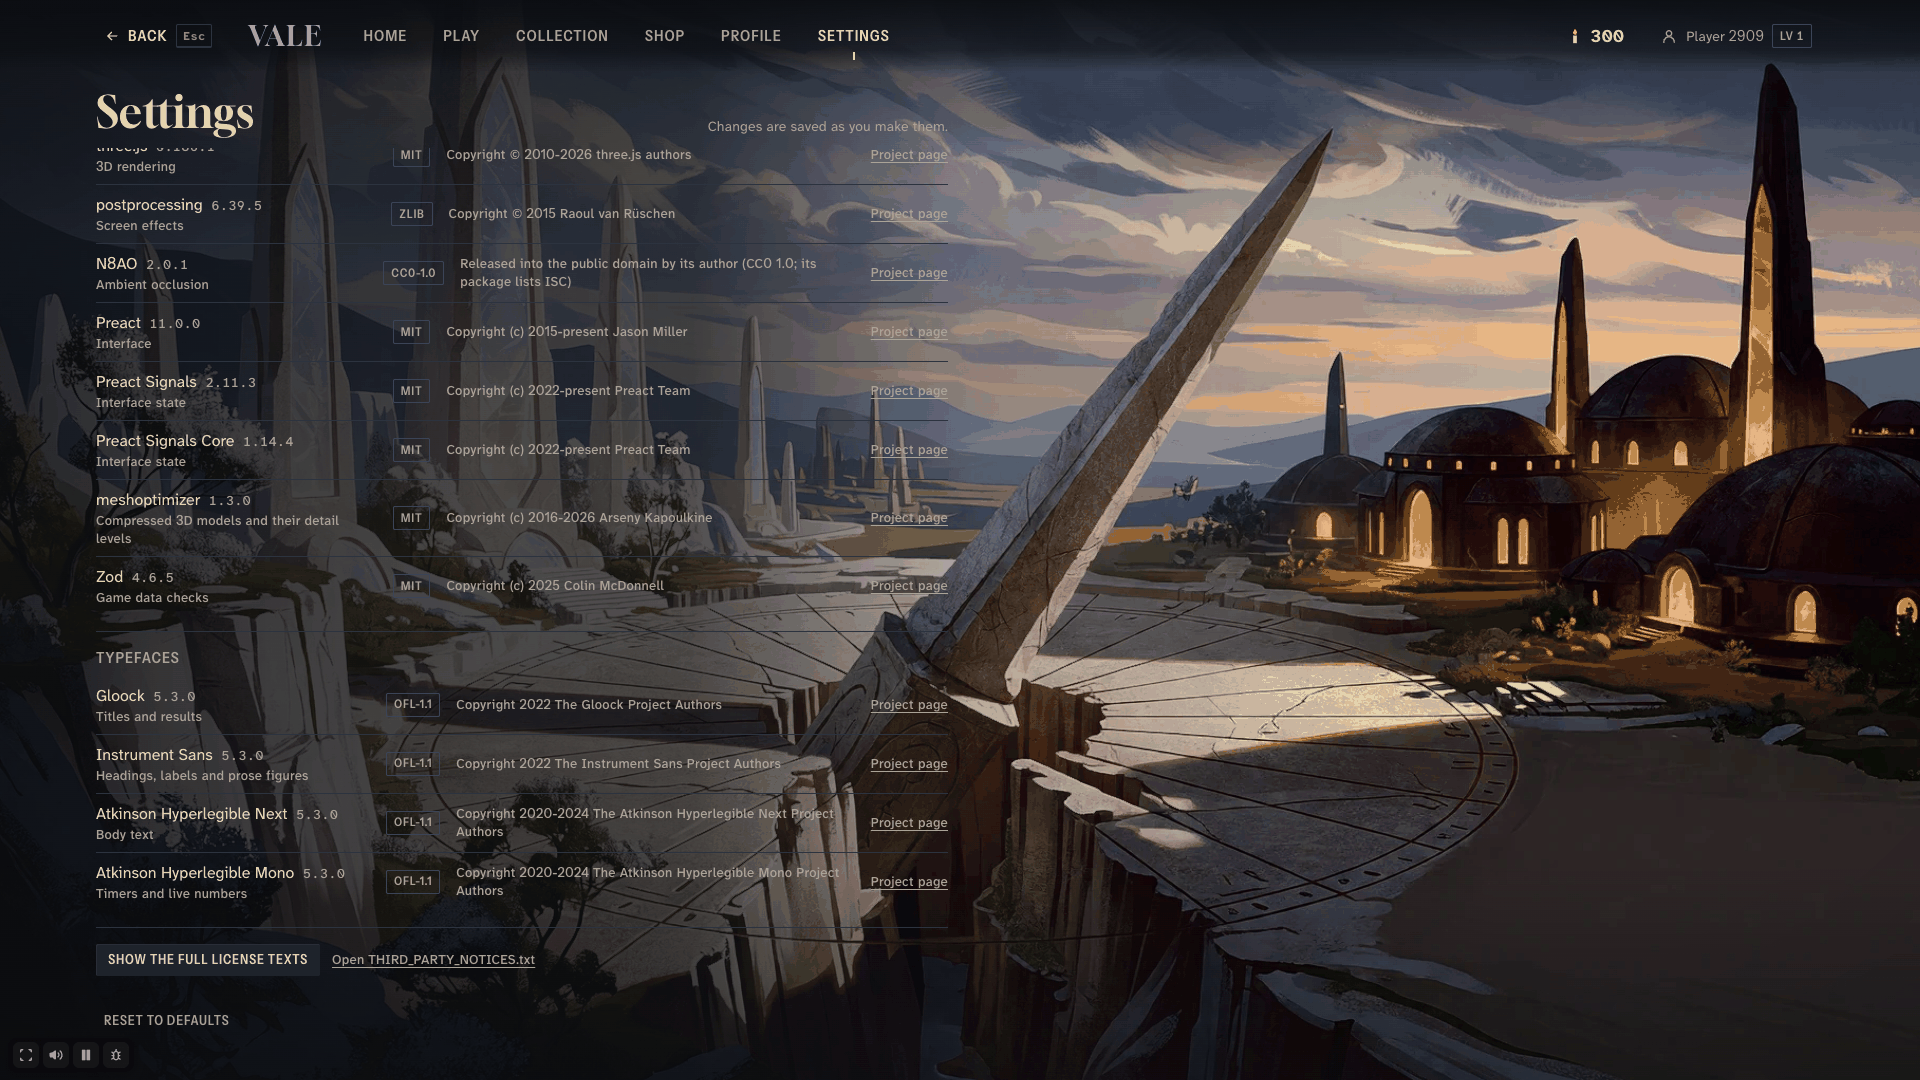 BACK Esc VALE HOME PLAY COLLECTION SHOP PROFILE SETTINGS 300 Player 2909 LV 1
Settings
Changes are saved as you make them.
three.js
3D rendering
MIT Copyright © 2010-2026 three.js authors Project page
postprocessing 6.39.5
Screen effects
ZLIB Copyright © 2015 Raoul van Rüschen Project page
N8AO 2.0.1
Ambient occlusion
CC0-1.0 Released into the public domain by its author (CC0 1.0; its
package lists ISC)
Project page
Preact 11.0.0
Interface
MIT Copyright (c) 2015-present Jason Miller Project page
Preact Signals 2.11.3
Interface state
MIT Copyright (c) 2022-present Preact Team Project page
Preact Signals Core 1.14.4
Interface state
MIT Copyright (c) 2022-present Preact Team Project page
meshoptimizer 1.3.0
Compressed 3D models and their detail
levels
MIT Copyright (c) 2016-2026 Arseny Kapoulkine Project page
Zod 4.6.5
Game data checks
MIT Copyright (c) 2025 Colin McDonnell Project page
TYPEFACES
Gloock 5.3.0
Titles and results
OFL-1.1 Copyright 2022 The Gloock Project Authors Project page
Instrument Sans 5.3.0
Headings, labels and prose figures
OFL-1.1 Copyright 2022 The Instrument Sans Project Authors Project page
Atkinson Hyperlegible Next 5.3.0
Body text
OFL-1.1 Copyright 2020-2024 The Atkinson Hyperlegible Next Project
Authors
Project page
Atkinson Hyperlegible Mono 5.3.0
Timers and live numbers
OFL-1.1 Copyright 2020-2024 The Atkinson Hyperlegible Mono Project
Authors
Project page
SHOW THE FULL LICENSE TEXTS Open THIRD_PARTY_NOTICES.txt
RESET TO DEFAULTS